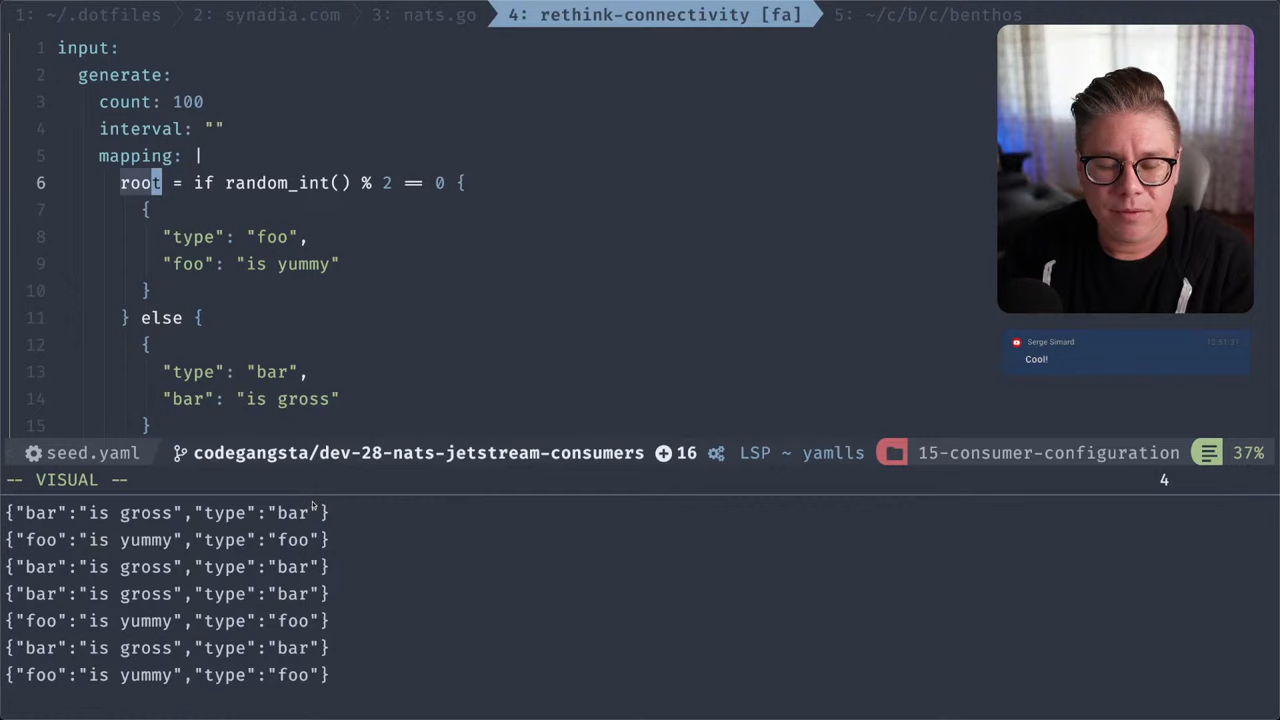 1: ~/.dotfiles 2: synadia.com 3: nats.go 4: rethink-connectivity [fa] 5: ~/c/b/c/benthos
1 input:
2 generate:
3 count: 100
4 interval: ""
5 mapping: |
6 root = if random_int() % 2 == 0 {
7 {
8 "type": "foo",
9 "foo": "is yummy"
10 }
11 } else {
12 {
13 "type": "bar",
14 "bar": "is gross"
15 }
Serge Simard 12:51:31
Cool!
seed.yaml codegangsta/dev-28-nats-jetstream-consumers 16 LSP ~ yamlls 15-consumer-configuration 37%
-- VISUAL -- 4
{"bar":"is gross","type":"bar"}
{"foo":"is yummy","type":"foo"}
{"bar":"is gross","type":"bar"}
{"bar":"is gross","type":"bar"}
{"foo":"is yummy","type":"foo"}
{"bar":"is gross","type":"bar"}
{"foo":"is yummy","type":"foo"}